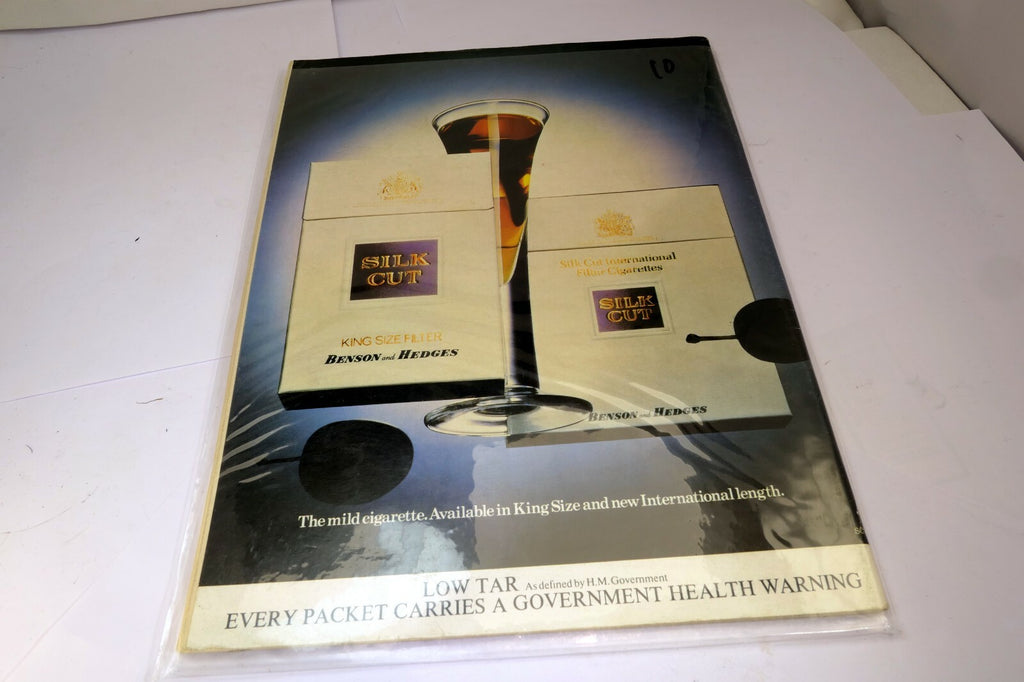 10
SILK
CUT
KING SIZE FILTER
BENSON and HEDGES
Silk Cut International
Filter Cigarettes
SILK
CUT
BENSON and HEDGES
The mild cigarette. Available in King Size and new International length.
LOW TAR As defined by H.M. Government
EVERY PACKET CARRIES A GOVERNMENT HEALTH WARNING